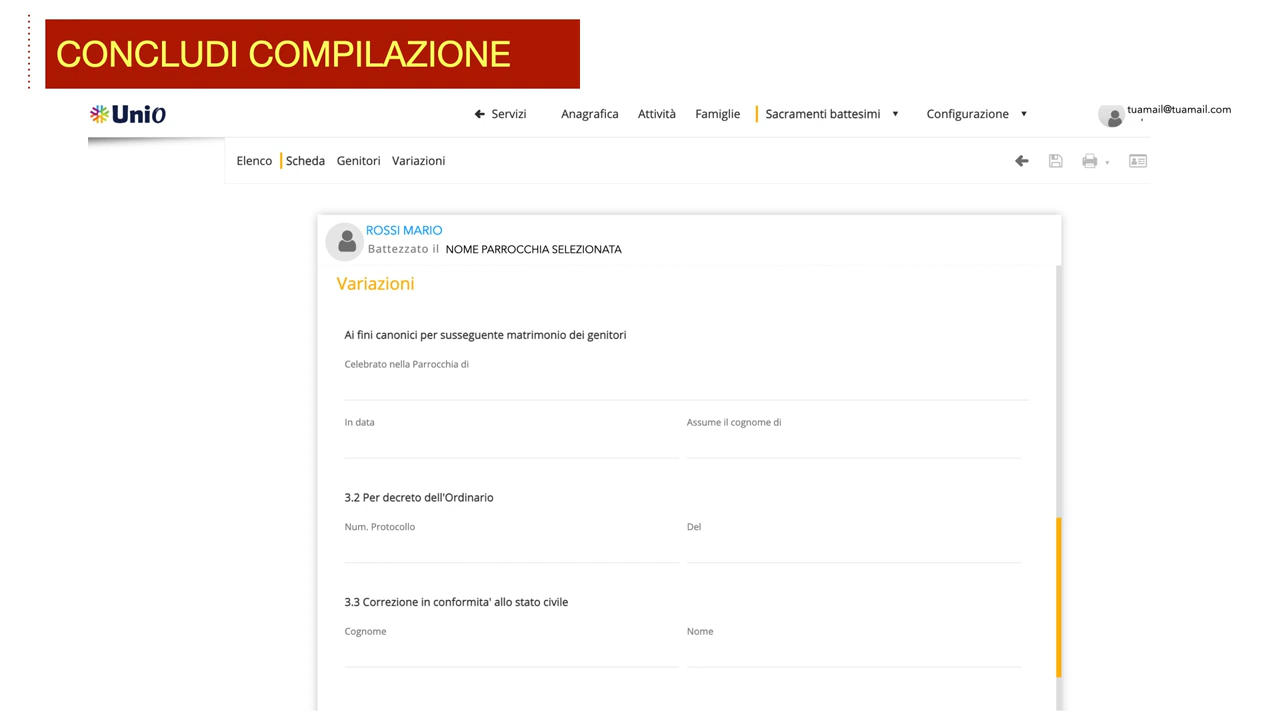 CONCLUDI COMPILAZIONE
Unio
Servizi Anagrafica Attività Famiglie Sacramenti battesimi Configurazione tuamail@tuamail.com
Elenco Scheda Genitori Variazioni
ROSSI MARIO
Battezzato il NOME PARROCCHIA SELEZIONATA
Variazioni
Ai fini canonici per susseguente matrimonio dei genitori
Celebrato nella Parrocchia di
In data Assume il cognome di
3.2 Per decreto dell'Ordinario
Num. Protocollo Del
3.3 Correzione in conformita' allo stato civile
Cognome Nome